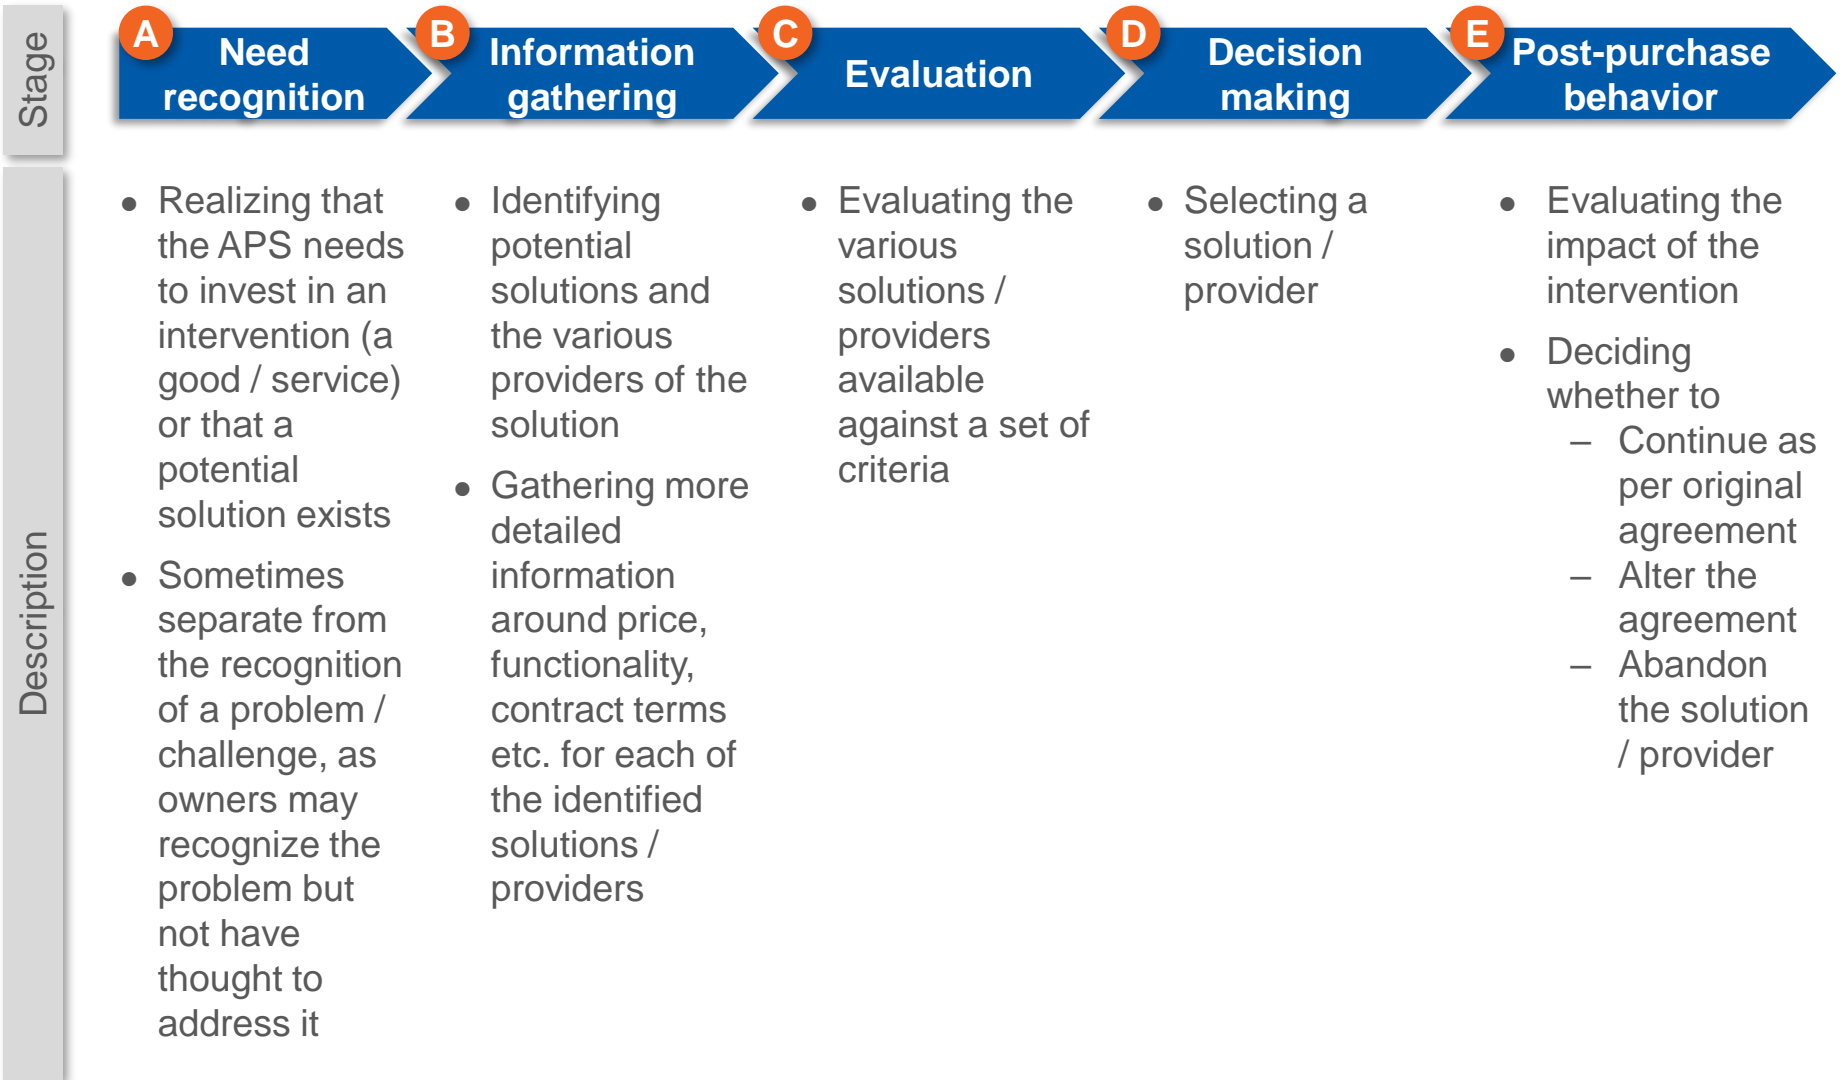 Stage
A
Need
recognition
B
Information
gathering
C
Evaluation
D
Decision
making
E
Post-purchase
behavior
Description
● Realizing that
the APS needs
to invest in an
intervention (a
good / service)
or that a
potential
solution exists
● Sometimes
separate from
the recognition
of a problem /
challenge, as
owners may
recognize the
problem but
not have
thought to
address it
● Identifying
potential
solutions and
the various
providers of the
solution
● Gathering more
detailed
information
around price,
functionality,
contract terms
etc. for each of
the identified
solutions /
providers
● Evaluating the
various
solutions /
providers
available
against a set of
criteria
● Selecting a
solution /
provider
● Evaluating the
impact of the
intervention
● Deciding
whether to
– Continue as
per original
agreement
– Alter the
agreement
– Abandon
the solution
/ provider